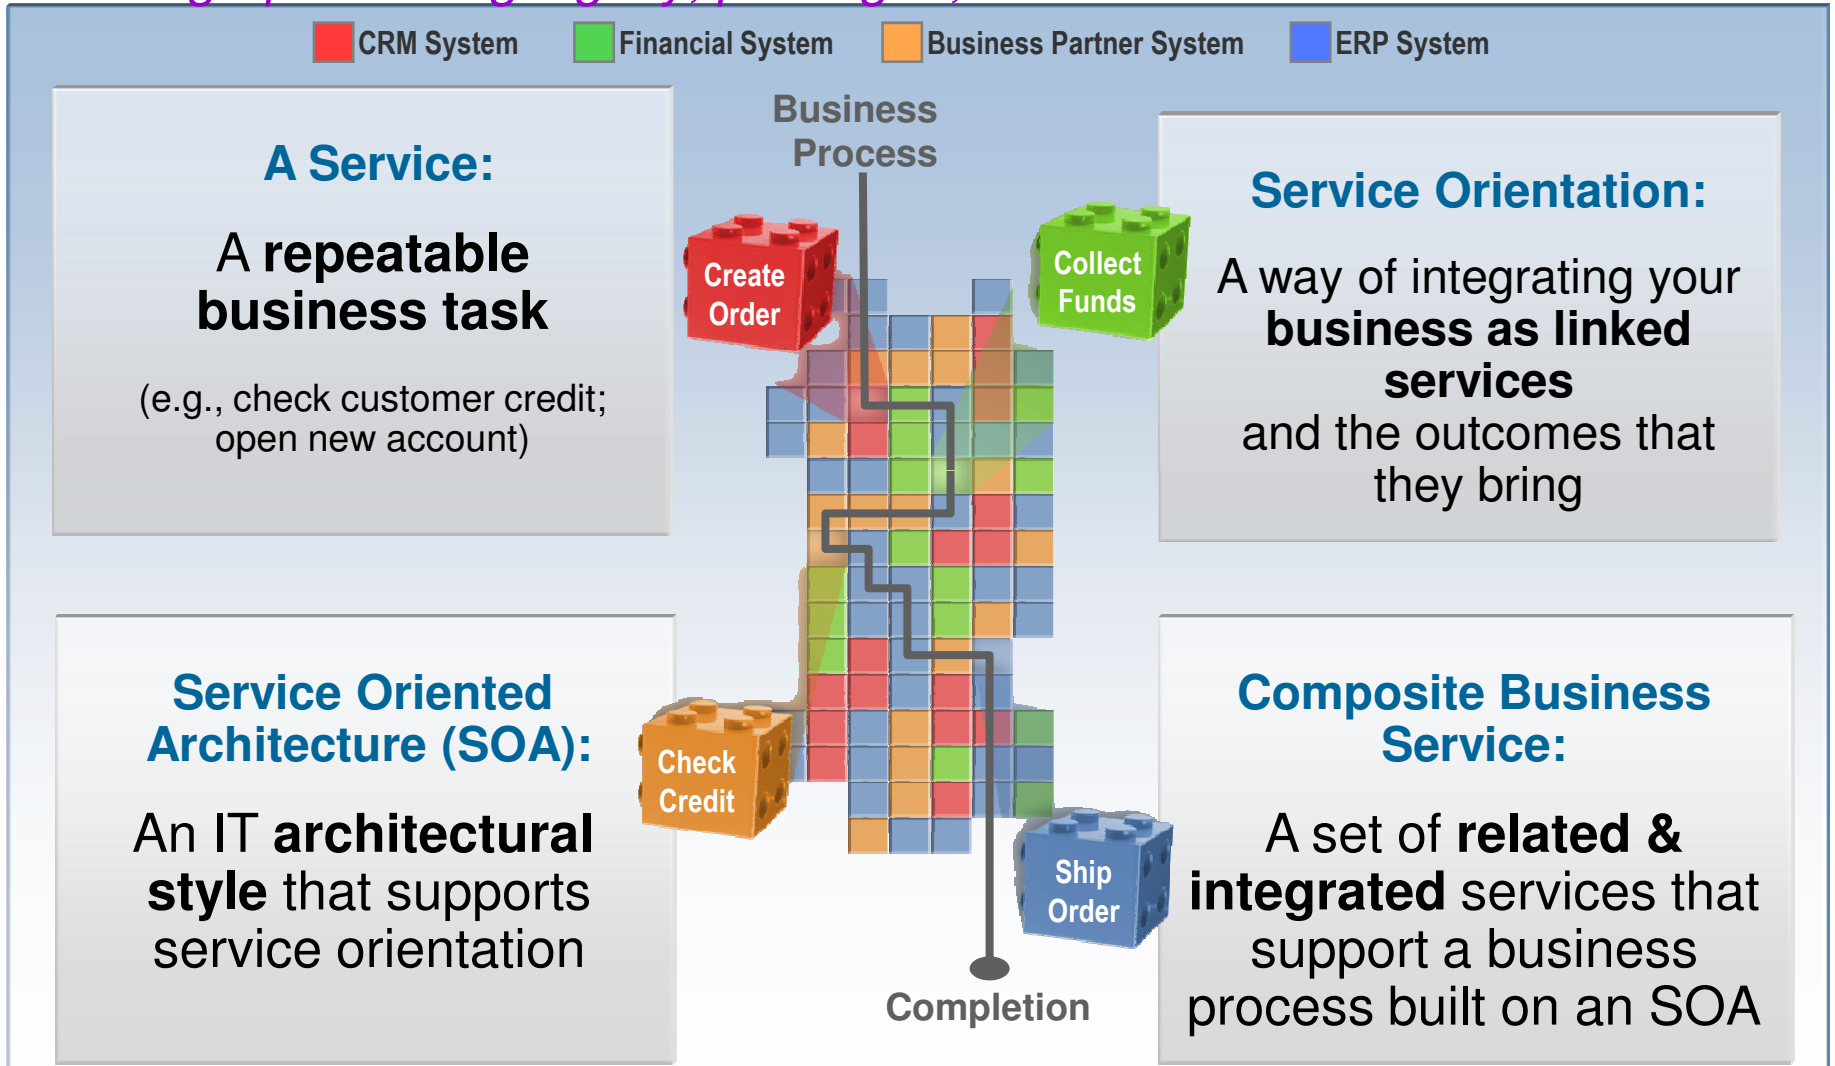 CRM System
Financial System
Business Partner System
ERP System
Business
Process
A Service:
A repeatable
business task
(e.g., check customer credit;
open new account)
Service Orientation:
A way of integrating your
business as linked
services
and the outcomes that
they bring
Create
Order
Collect
Funds
Service Oriented
Architecture (SOA):
An IT architectural
style that supports
service orientation
Check
Credit
Ship
Order
Completion
Composite Business
Service:
A set of related &
integrated services that
support a business
process built on an SOA